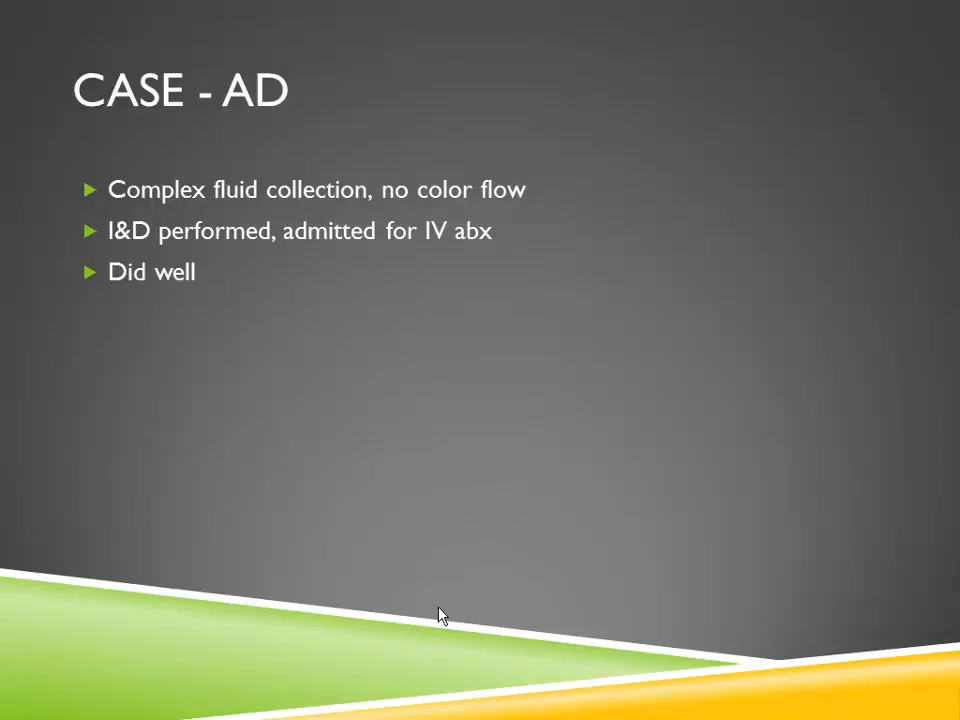 CASE - AD
Complex fluid collection, no color flow
I&D performed, admitted for IV abx
Did well